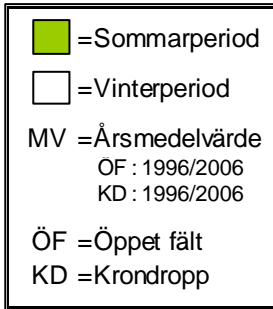 =Sommarperiod
=Vinterperiod
MV =Årsmedelvärde
ÖF : 1996/2006
KD : 1996/2006
ÖF =Öppet fält
KD =Krondropp